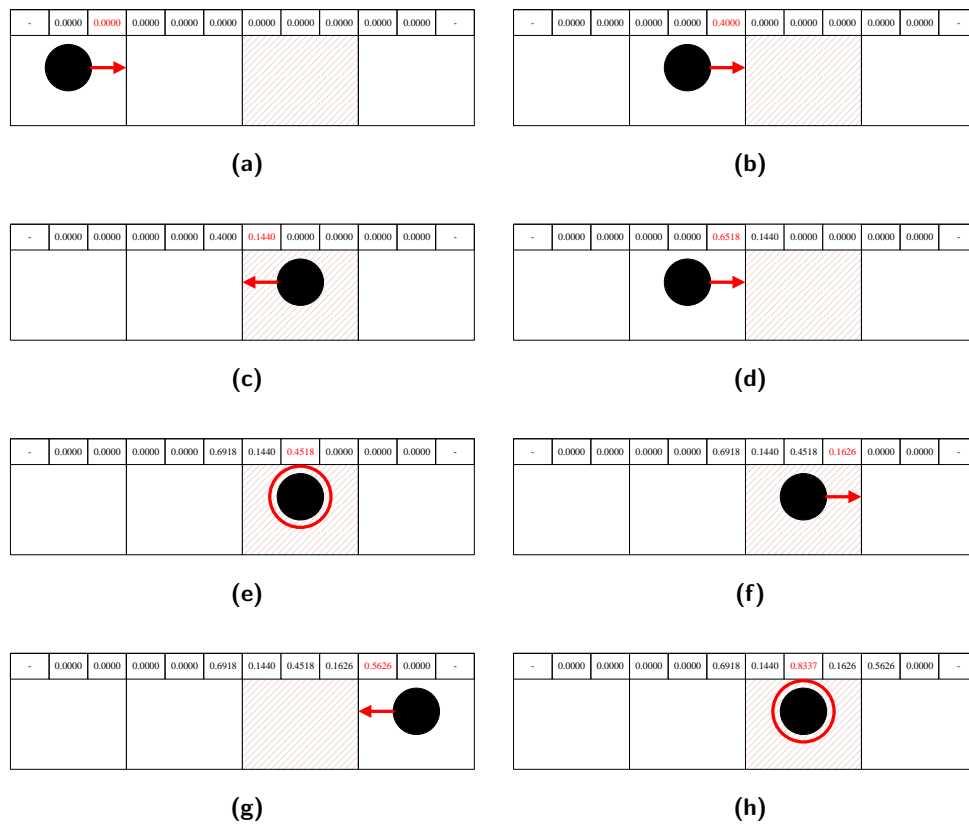 - 0.0000 0.0000 0.0000 0.0000 0.0000 0.0000 0.0000 0.0000 0.0000 0.0000 -
(a)
- 0.0000 0.0000 0.0000 0.0000 0.4000 0.0000 0.0000 0.0000 0.0000 0.0000 -
(b)
- 0.0000 0.0000 0.0000 0.0000 0.4000 0.1440 0.0000 0.0000 0.0000 0.0000 -
(c)
- 0.0000 0.0000 0.0000 0.0000 0.6518 0.1440 0.0000 0.0000 0.0000 0.0000 -
(d)
- 0.0000 0.0000 0.0000 0.0000 0.6918 0.1440 0.4518 0.0000 0.0000 0.0000 -
(e)
- 0.0000 0.0000 0.0000 0.0000 0.6918 0.1440 0.4518 0.1626 0.0000 0.0000 -
(f)
- 0.0000 0.0000 0.0000 0.0000 0.6918 0.1440 0.4518 0.1626 0.5626 0.0000 -
(g)
- 0.0000 0.0000 0.0000 0.0000 0.6918 0.1440 0.8337 0.1626 0.5626 0.0000 -
(h)